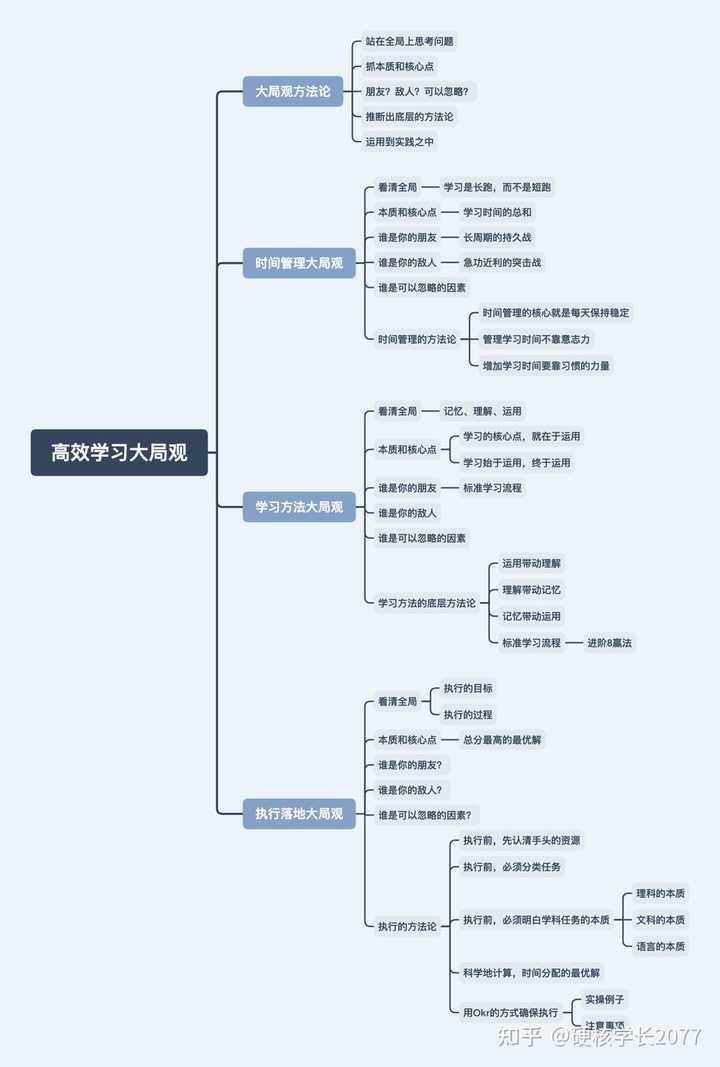 高效学习大局观
大局观方法论
站在全局上思考问题
抓本质和核心点
朋友？敌人？可以忽略？
推断出底层的方法论
运用到实践之中
时间管理大局观
看清全局
学习是长跑，而不是短跑
本质和核心点
学习时间的总和
谁是你的朋友
长周期的持久战
谁是你的敌人
急功近利的突击战
谁是可以忽略的因素
时间管理的方法论
时间管理的核心就是每天保持稳定
管理学习时间不靠意志力
增加学习时间要靠习惯的力量
学习方法大局观
看清全局
记忆、理解、运用
本质和核心点
学习的核心点，就在于运用
学习始于运用，终于运用
谁是你的朋友
标准学习流程
谁是你的敌人
谁是可以忽略的因素
学习方法的底层方法论
运用带动理解
理解带动记忆
记忆带动运用
标准学习流程
进阶8赢法
执行落地大局观
看清全局
执行的目标
执行的过程
本质和核心点
总分最高的最优解
谁是你的朋友？
谁是你的敌人？
谁是可以忽略的因素？
执行的方法论
执行前，先认清手头的资源
执行前，必须分类任务
执行前，必须明白学科任务的本质
理科的本质
文科的本质
语言的本质
科学地计算，时间分配的最优解
用Okr的方式确保执行
实操例子
注意事项
知乎 @硬核学长2077